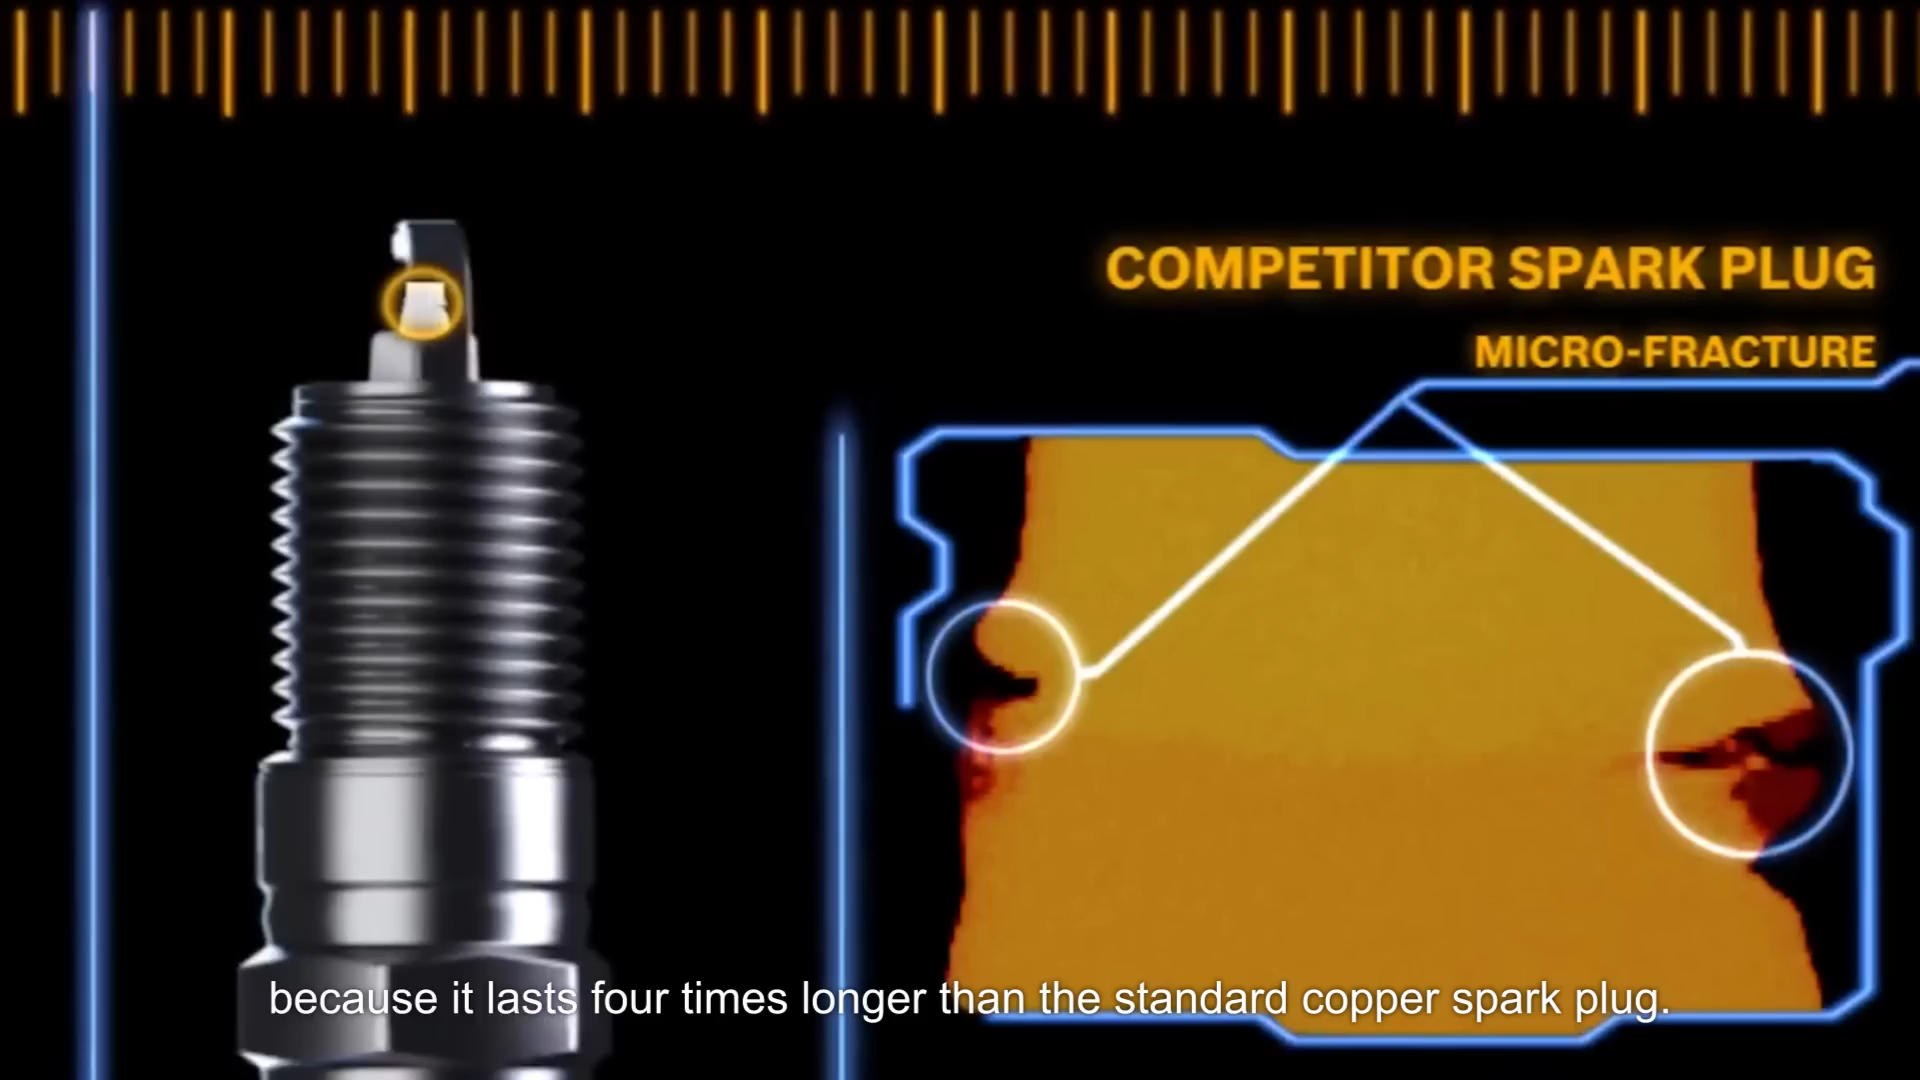 COMPETITOR SPARK PLUG
MICRO-FRACTURE
because it lasts four times longer than the standard copper spark plug.